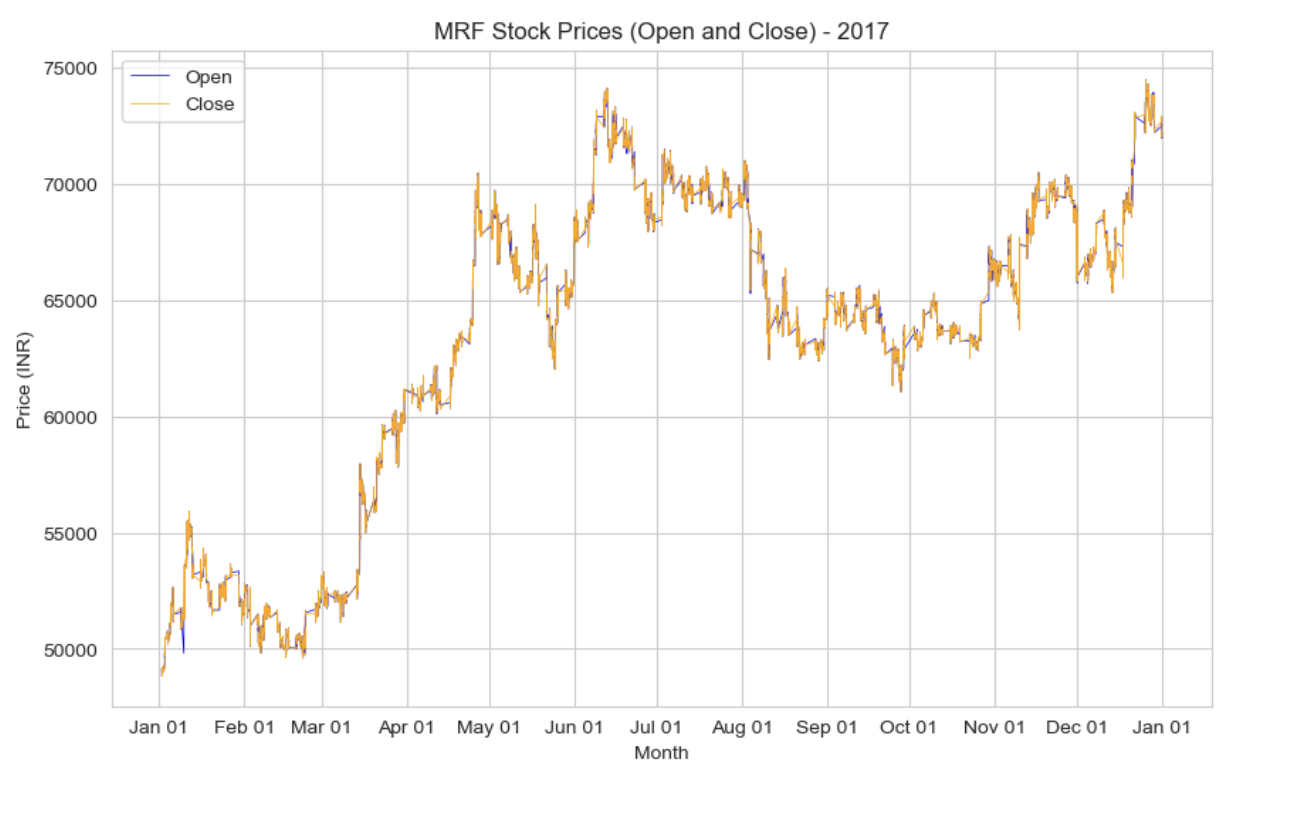 MRF Stock Prices (Open and Close) - 2017
75000
Open
Close
70000
65000
Price (INR)
60000
55000
50000
Jan 01 Feb 01 Mar 01 Apr 01 May 01 Jun 01 Jul 01 Aug 01 Sep 01 Oct 01 Nov 01 Dec 01 Jan 01
Month